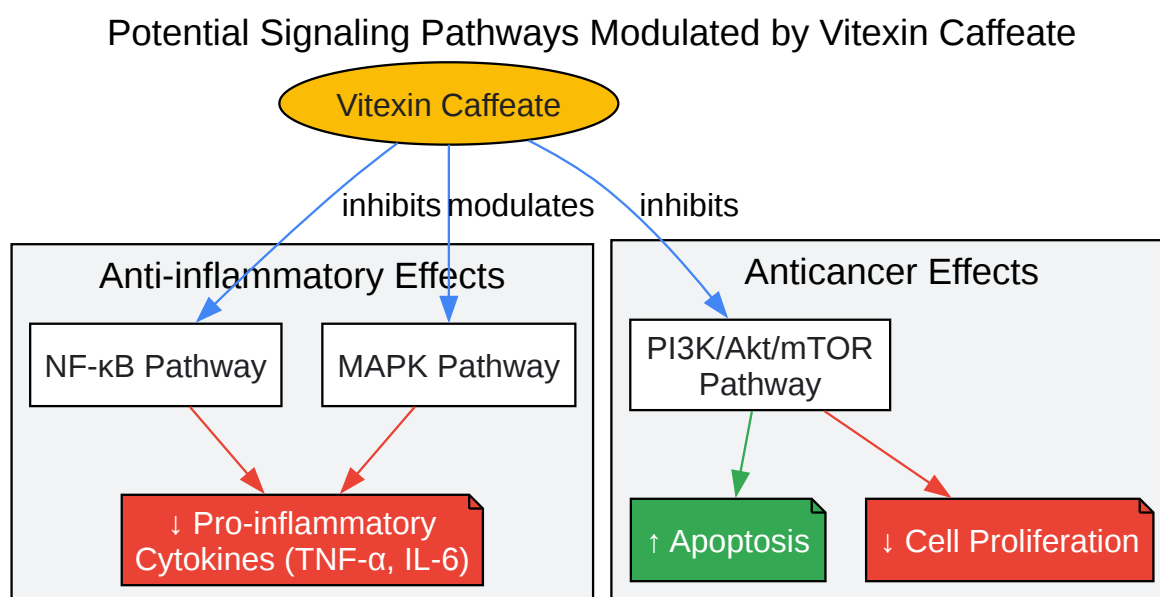 Potential Signaling Pathways Modulated by Vitexin Caffeate
Vitexin Caffeate
inhibits
modulates
inhibits
Anti-inflammatory Effects
Anticancer Effects
NF-κB Pathway
MAPK Pathway
PI3K/Akt/mTOR
Pathway
↓ Pro-inflammatory
Cytokines (TNF-α, IL-6)
↑ Apoptosis
↓ Cell Proliferation